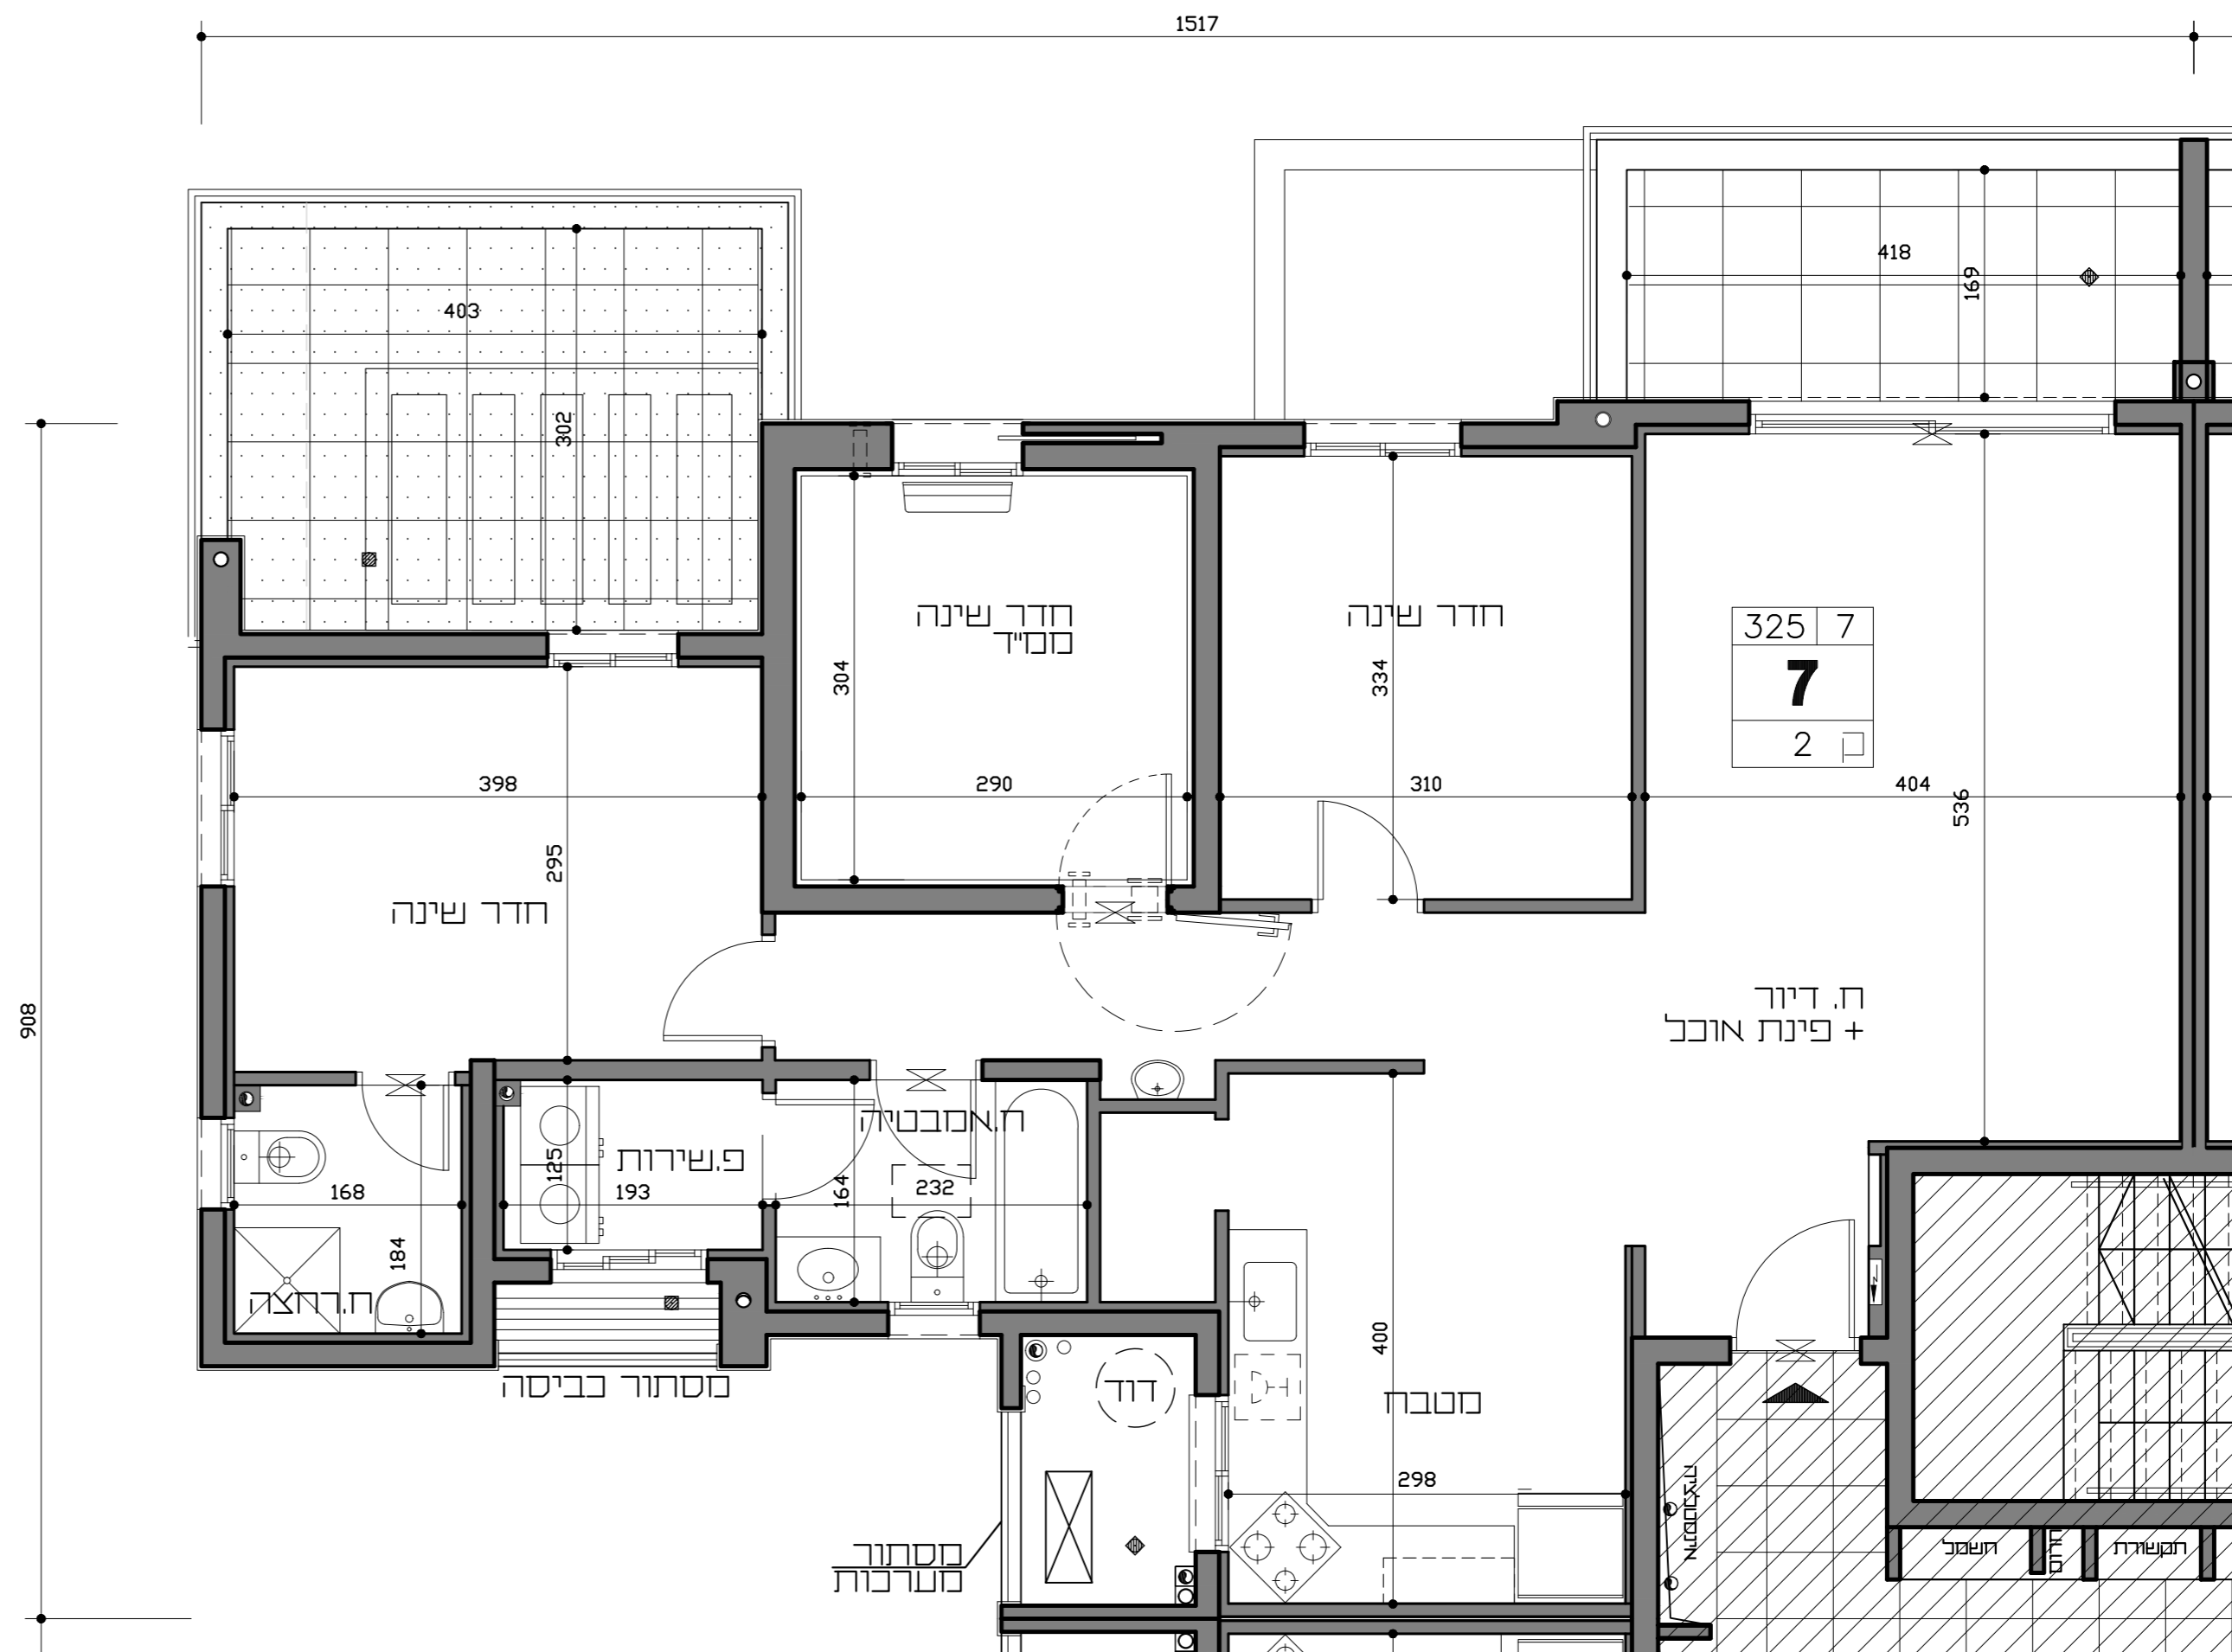 1517
418
169
403
302
חדר שינה
ממ״ד
304
290
חדר שינה
334
310
325 7
7
ק 2
404
536
398
295
חדר שינה
908
ח. דיור
+ פינת אוכל
ח.אמבטיה
פ.שירות
125
193
164
232
168
184
ח.רחצה
מסתור כביסה
דוד
400
מטבח
298
מסתור
מערכות
חשמל
תקשורת